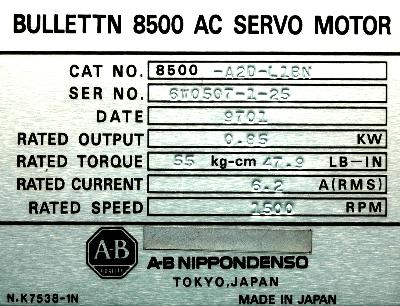 BULLETTN 8500 AC SERVO MOTOR
CAT NO. 8500 -A2D-L1BN
SER NO. 6W0507-1-25
DATE 9701
RATED OUTPUT 0.85 KW
RATED TORQUE 55 kg-cm 47.9 LB-IN
RATED CURRENT 6.2 A(RMS)
RATED SPEED 1500 RPM
A-B
QUALITY
A-B NIPPONDENSO
TOKYO, JAPAN
N.K7538-1N MADE IN JAPAN